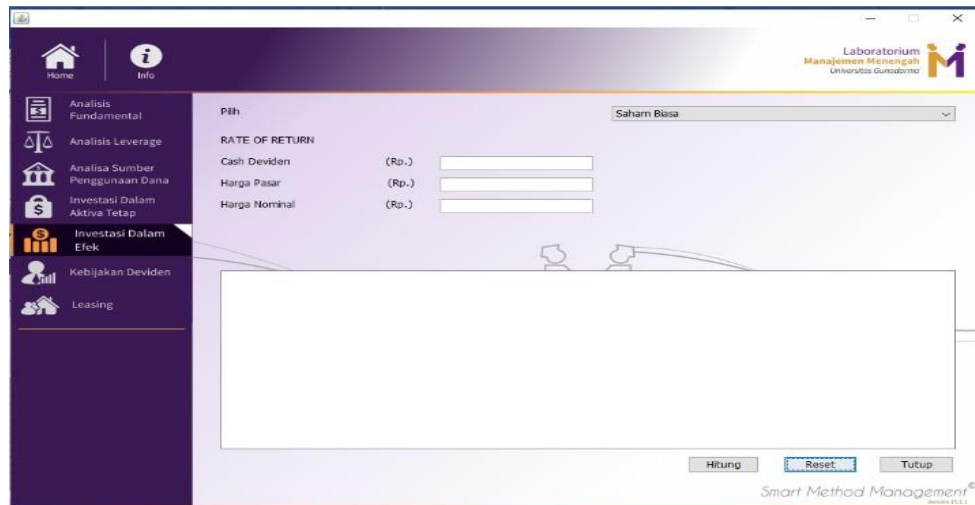 Home
Info
Laboratorium
Manajemen Menengah
Universitas Gunadarma
Analisis
Fundamental
Analisis Leverage
Analisa Sumber
Penggunaan Dana
Investasi Dalam
Aktiva Tetap
Investasi Dalam
Efek
Kebijakan Deviden
Leasing
Pilih
Saham Biasa
RATE OF RETURN
Cash Deviden (Rp.)
Harga Pasar (Rp.)
Harga Nominal (Rp.)
Hitung Reset Tutup
Smart Method Management©